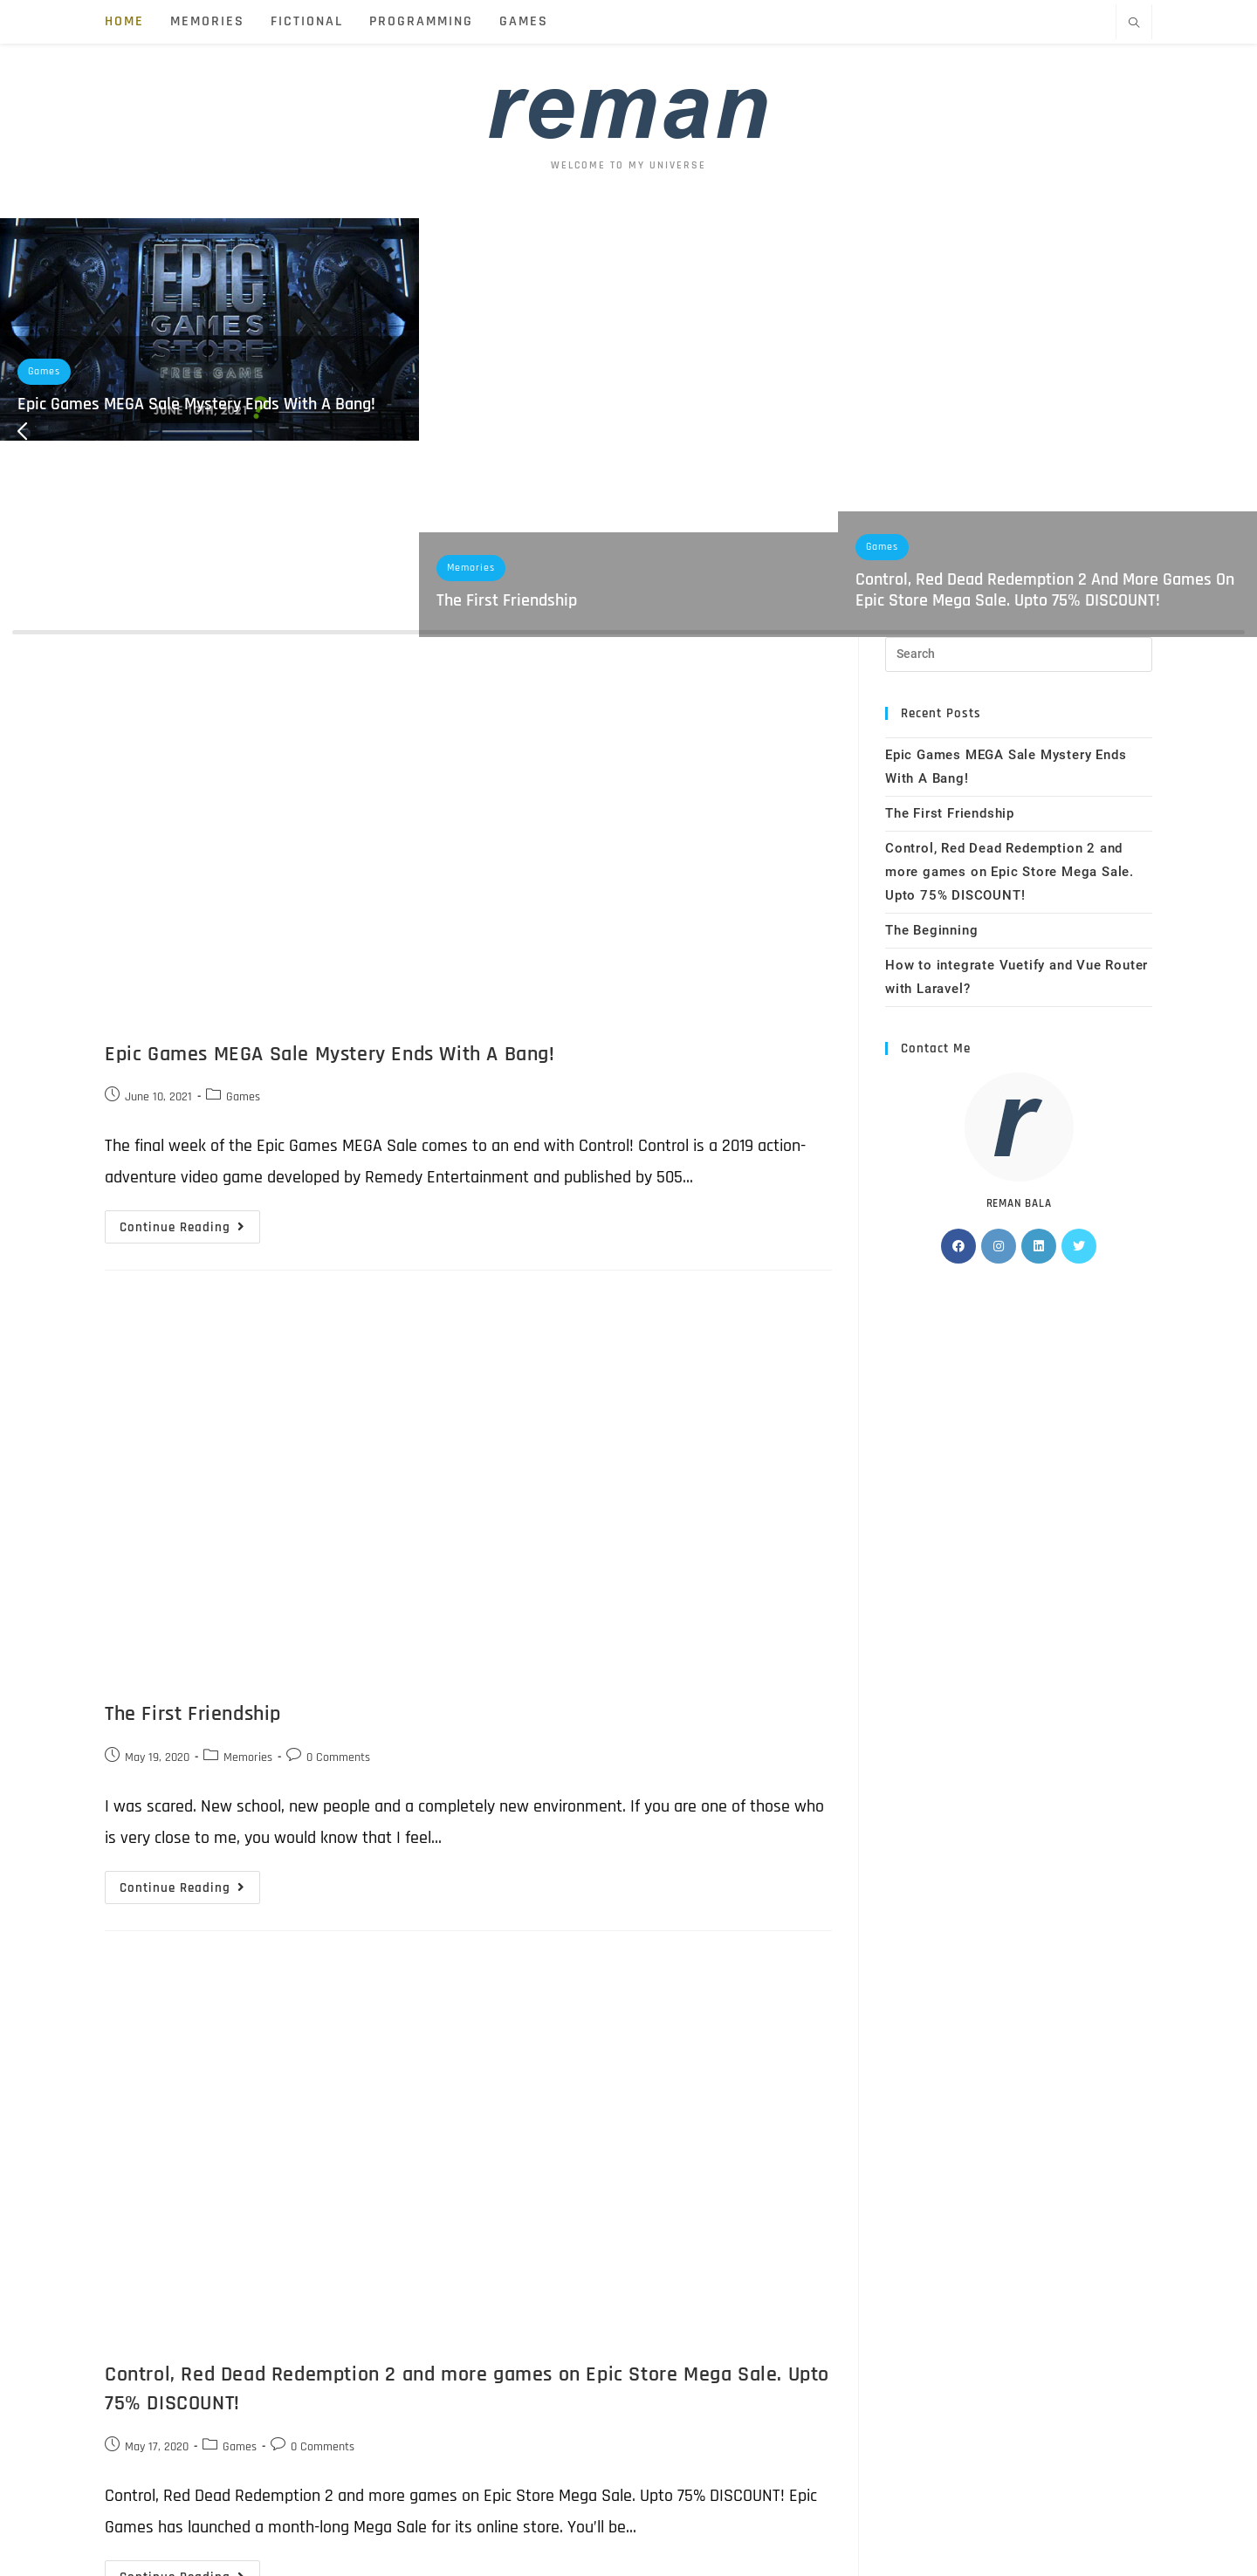 HOME MEMORIES FICTIONAL PROGRAMMING GAMES
reman
WELCOME TO MY UNIVERSE
EPIC
GAMES
STORE
FREE GAME
JUNE 10TH, 2021 ?
Games
Epic Games MEGA Sale Mystery Ends With A Bang!
Memories
The First Friendship
Games
Control, Red Dead Redemption 2 And More Games On
Epic Store Mega Sale. Upto 75% DISCOUNT!
Epic Games MEGA Sale Mystery Ends With A Bang!
June 10, 2021 - Games
The final week of the Epic Games MEGA Sale comes to an end with Control! Control is a 2019 action-
adventure video game developed by Remedy Entertainment and published by 505…
Continue Reading
The First Friendship
May 19, 2020 - Memories - 0 Comments
I was scared. New school, new people and a completely new environment. If you are one of those who
is very close to me, you would know that I feel…
Continue Reading
Control, Red Dead Redemption 2 and more games on Epic Store Mega Sale. Upto
75% DISCOUNT!
May 17, 2020 - Games - 0 Comments
Control, Red Dead Redemption 2 and more games on Epic Store Mega Sale. Upto 75% DISCOUNT! Epic
Games has launched a month-long Mega Sale for its online store. You’ll be…
Continue Reading
Search
Recent Posts
Epic Games MEGA Sale Mystery Ends
With A Bang!
The First Friendship
Control, Red Dead Redemption 2 and
more games on Epic Store Mega Sale.
Upto 75% DISCOUNT!
The Beginning
How to integrate Vuetify and Vue Router
with Laravel?
Contact Me
r
REMAN BALA